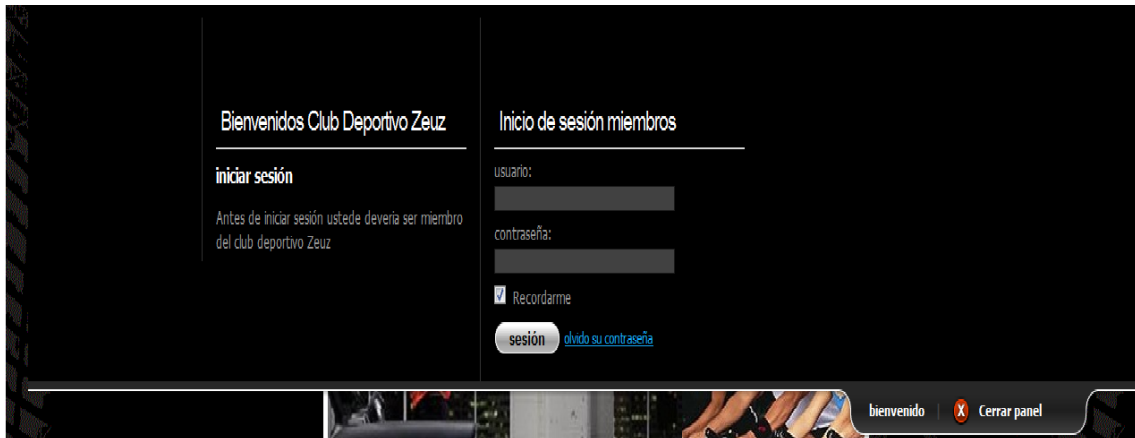 Bienvenidos Club Deportivo Zeuz
iniciar sesión
Antes de iniciar sesión ustede deveria ser miembro
del club deportivo Zeuz
Inicio de sesión miembros
usuario:
contraseña:
Recordarme
sesión olvido su contraseña
bienvenido | X Cerrar panel